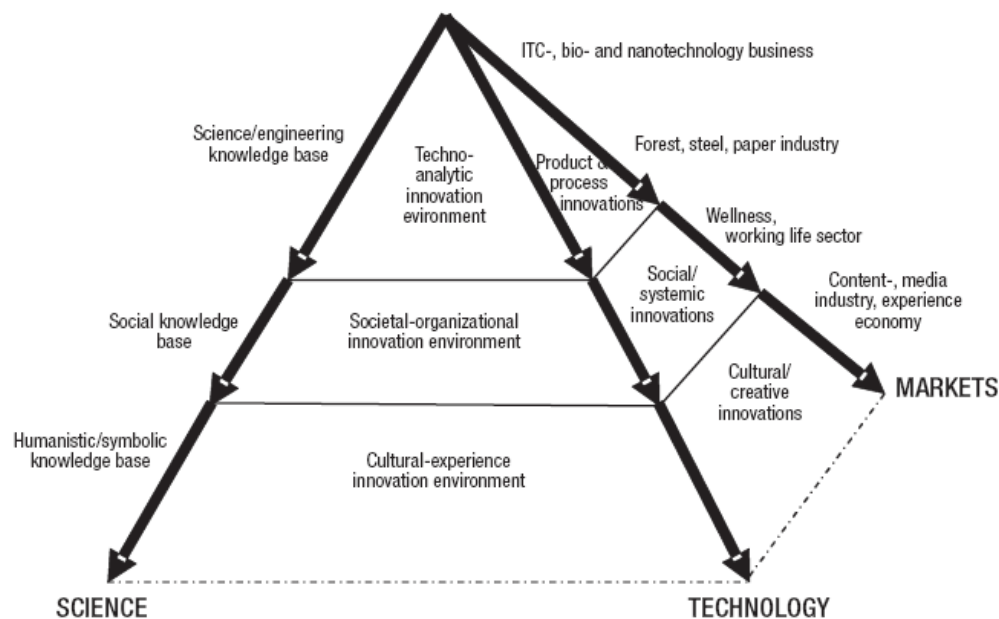 ITC-, bio- and nanotechnology business
Science/engineering
knowledge base
Forest, steel, paper industry
Techno-
analytic
innovation
evironment
Product &
process
innovations
Wellness,
working life sector
Social knowledge
base
Societal-organizational
innovation environment
Social/
systemic
innovations
Content-, media
industry, experience
economy
MARKETS
Cultural/
creative
innovations
Humanistic/symbolic
knowledge base
Cultural-experience
innovation environment
SCIENCE
TECHNOLOGY